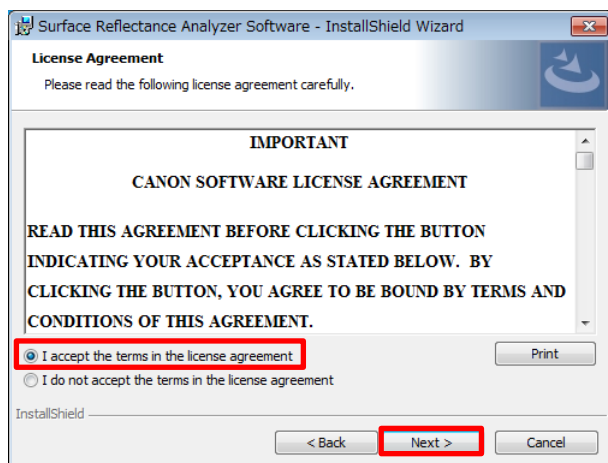 Surface Reflectance Analyzer Software - InstallShield Wizard
License Agreement
Please read the following license agreement carefully.
IMPORTANT
CANON SOFTWARE LICENSE AGREEMENT
READ THIS AGREEMENT BEFORE CLICKING THE BUTTON
INDICATING YOUR ACCEPTANCE AS STATED BELOW.  BY
CLICKING THE BUTTON, YOU AGREE TO BE BOUND BY TERMS AND
CONDITIONS OF THIS AGREEMENT.
I accept the terms in the license agreement
Print
I do not accept the terms in the license agreement
InstallShield
< Back
Next >
Cancel